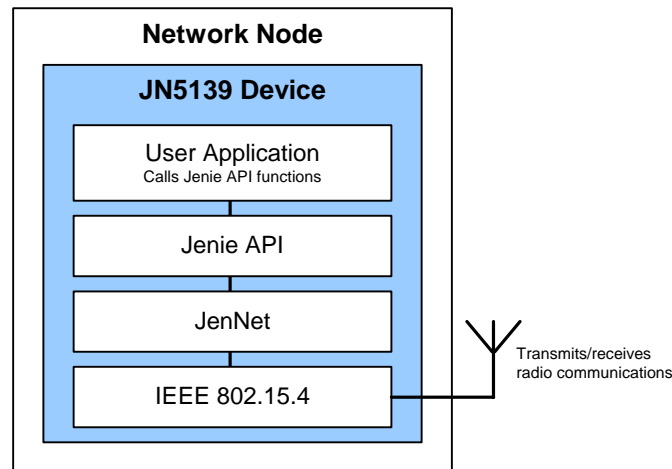 Network Node
JN5139 Device
User Application
Calls Jenie API functions
Jenie API
JenNet
IEEE 802.15.4
Transmits/receives
radio communications